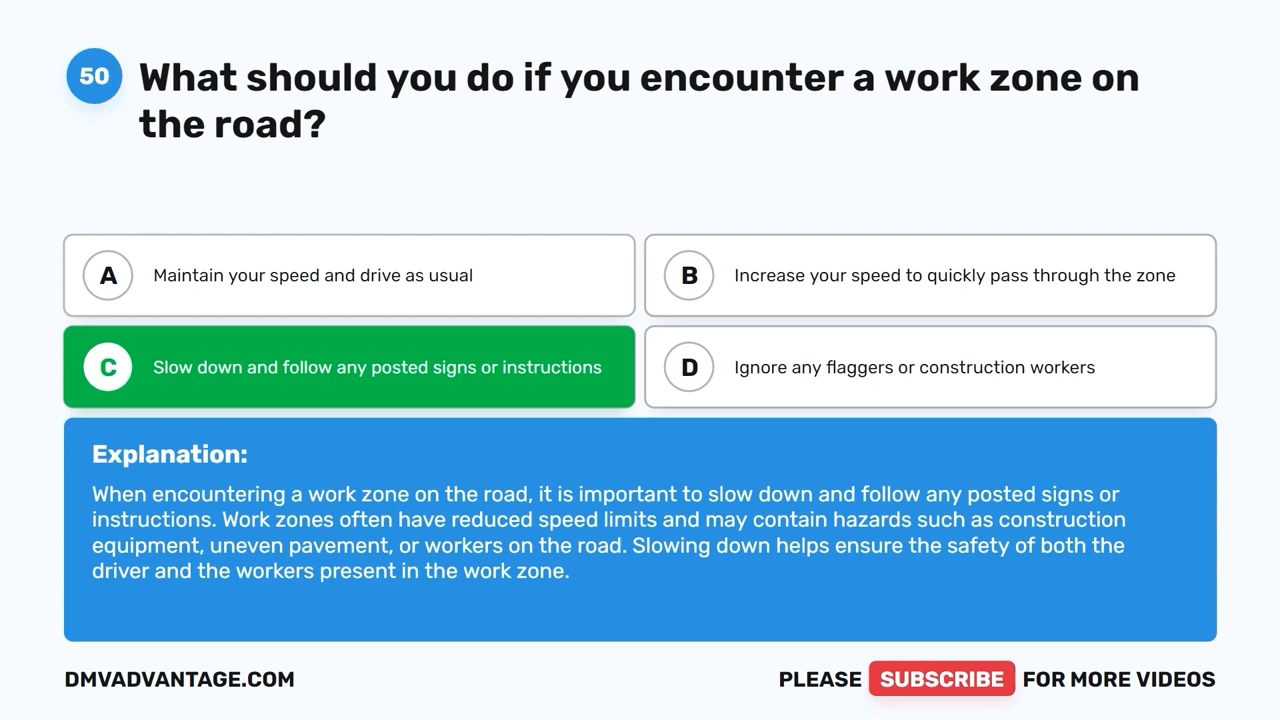 50
What should you do if you encounter a work zone on
the road?
A
Maintain your speed and drive as usual
B
Increase your speed to quickly pass through the zone
C
Slow down and follow any posted signs or instructions
D
Ignore any flaggers or construction workers
Explanation:
When encountering a work zone on the road, it is important to slow down and follow any posted signs or
instructions. Work zones often have reduced speed limits and may contain hazards such as construction
equipment, uneven pavement, or workers on the road. Slowing down helps ensure the safety of both the
driver and the workers present in the work zone.
DMVADVANTAGE.COM
PLEASE SUBSCRIBE FOR MORE VIDEOS